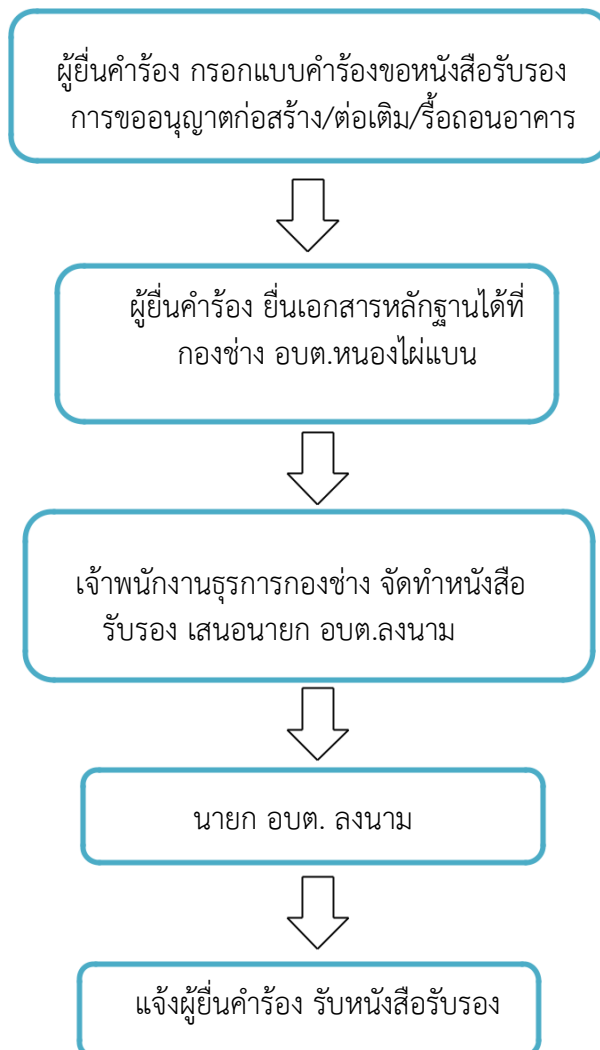 ผู้ยื่นคำร้อง กรอกแบบคำร้องขอหนังสือรับรอง
การขออนุญาตก่อสร้าง/ต่อเติม/รื้อถอนอาคาร
ผู้ยื่นคำร้อง ยื่นเอกสารหลักฐานได้ที่
กองช่าง อบต.หนองไผ่แบน
เจ้าพนักงานธุรการกองช่าง จัดทำหนังสือ
รับรอง เสนอนายก อบต.ลงนาม
นายก อบต. ลงนาม
แจ้งผู้ยื่นคำร้อง รับหนังสือรับรอง